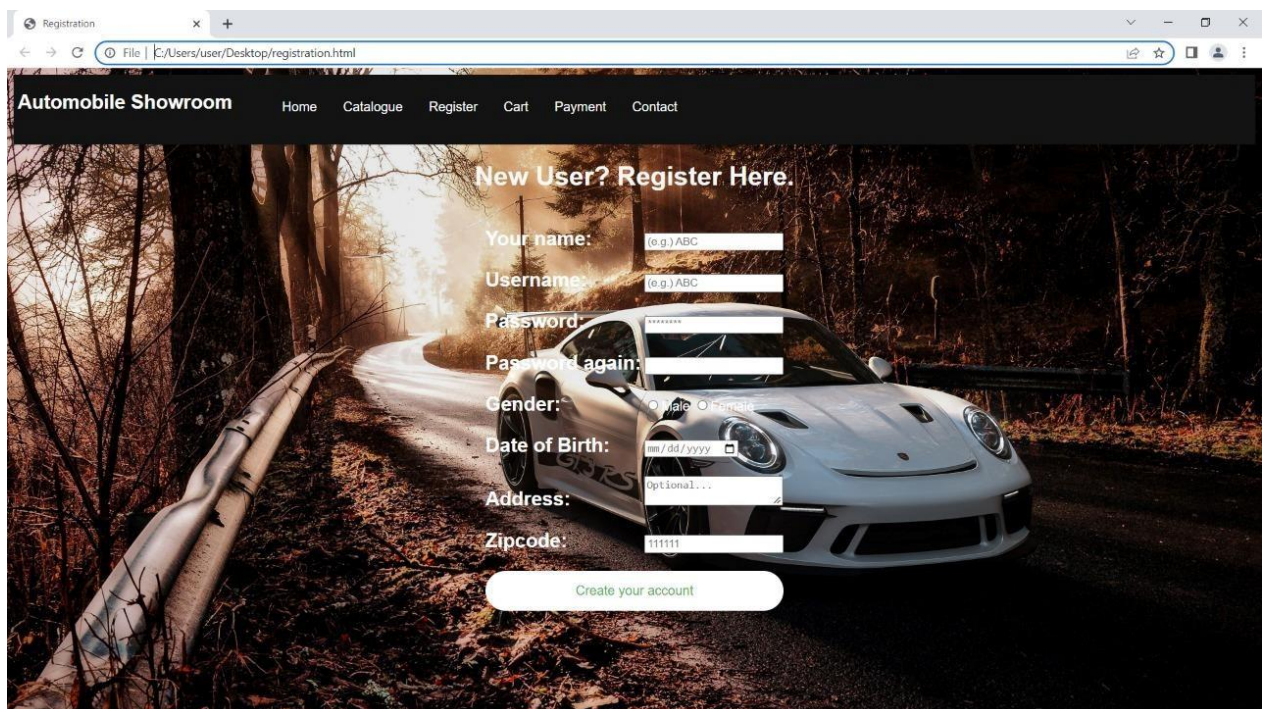 Registration
File | C:/Users/user/Desktop/registration.html
Automobile Showroom Home Catalogue Register Cart Payment Contact
New User? Register Here.
Your name: (e.g.) ABC
Username: (e.g.) ABC
Password: ********
Password again:
Gender: Male Female
Date of Birth: mm/dd/yyyy
Address: Optional...
Zipcode: 111111
Create your account
GT3 RS